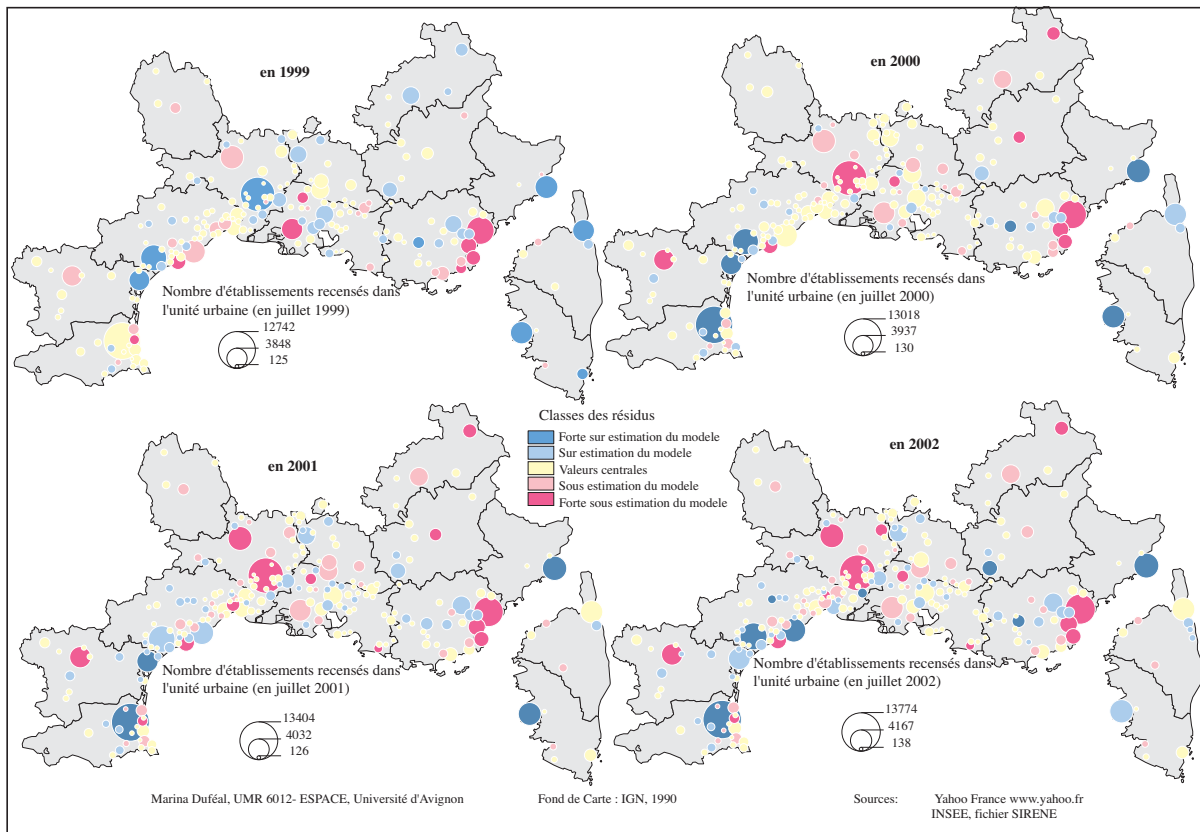 en 1999
en 2000
Nombre d'établissements recensés dans
l'unité urbaine (en juillet 1999)
12742
3848
125
Nombre d'établissements recensés dans
l'unité urbaine (en juillet 2000)
13018
3937
130
Classes des résidus
Forte sur estimation du modele
Sur estimation du modele
Valeurs centrales
Sous estimation du modele
Forte sous estimation du modele
en 2001
en 2002
Nombre d'établissements recensés dans
l'unité urbaine (en juillet 2001)
13404
4032
126
Nombre d'établissements recensés dans
l'unité urbaine (en juillet 2002)
13774
4167
138
Marina Duféal, UMR 6012- ESPACE, Université d'Avignon
Fond de Carte : IGN, 1990
Sources: Yahoo France www.yahoo.fr
INSEE, fichier SIRENE